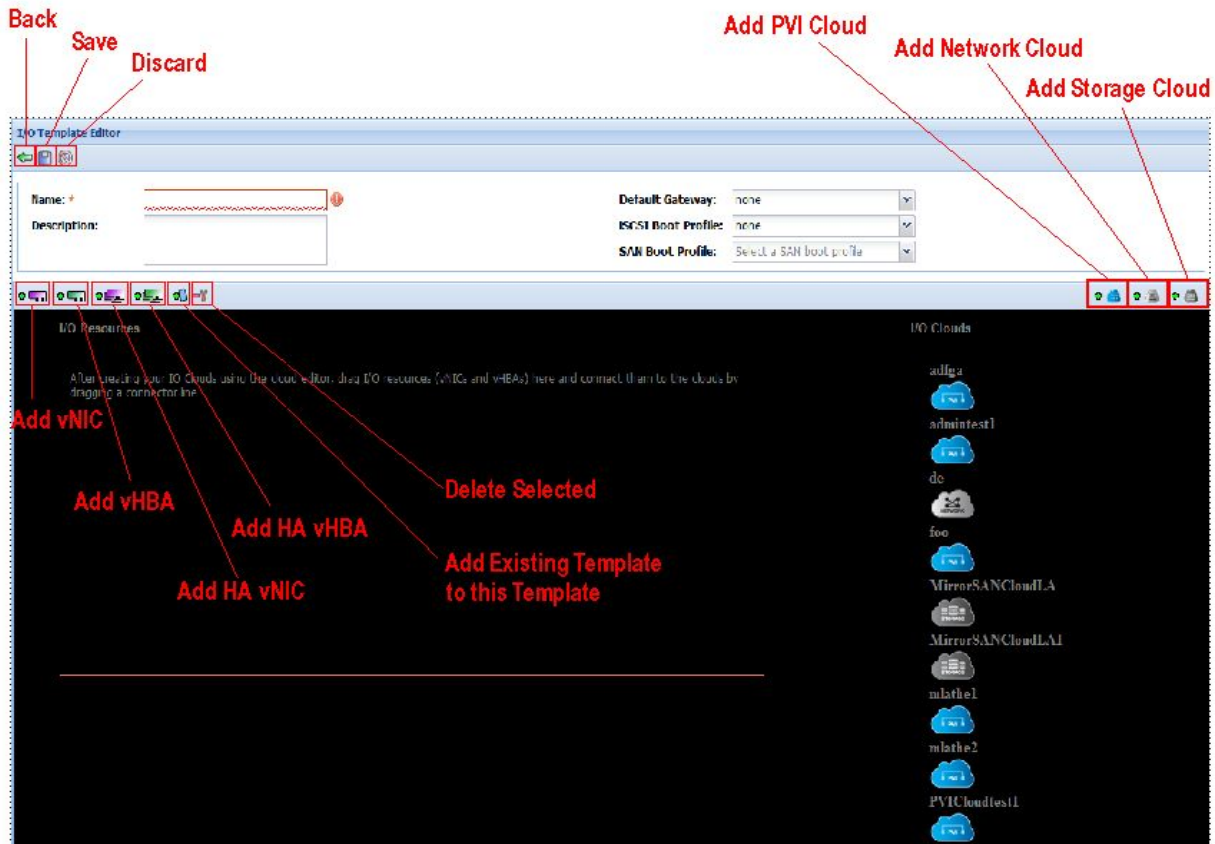 Back
Save
Discard
Add PVI Cloud
Add Network Cloud
Add Storage Cloud
I/O Template Editor
Name: *
Description:
Default Gateway: none
iSCSI Boot Profile: none
SAN Boot Profile: Select a SAN boot profile
I/O Resources
I/O Clouds
After creating your IO Clouds using the cloud editor, drag I/O resources (vNICs and vHBAs) here and connect them to the clouds by
dragging a connector line
Add vNIC
Add vHBA
Add HA vHBA
Add HA vNIC
Delete Selected
Add Existing Template
to this Template
adfga
admintest1
de
foo
MirrorSANCloudLA
MirrorSANCloudLA1
mlathe1
mlathe2
PVICloudtest1